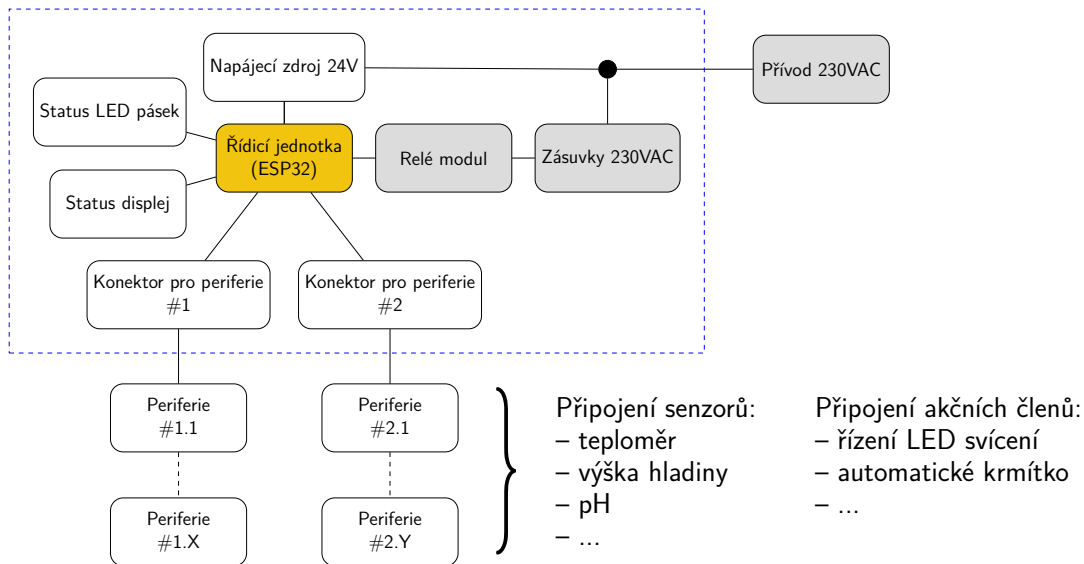 Napájecí zdroj 24V
Přívod 230VAC
Status LED pásek
Řídicí jednotka
(ESP32)
Relé modul
Zásuvky 230VAC
Status displej
Konektor pro periferie
#1
Konektor pro periferie
#2
Periferie
#1.1
Periferie
#2.1
Periferie
#1.X
Periferie
#2.Y
Připojení senzorů:
– teploměr
– výška hladiny
– pH
– ...
Připojení akčních členů:
– řízení LED svícení
– automatické krmítko
– ...